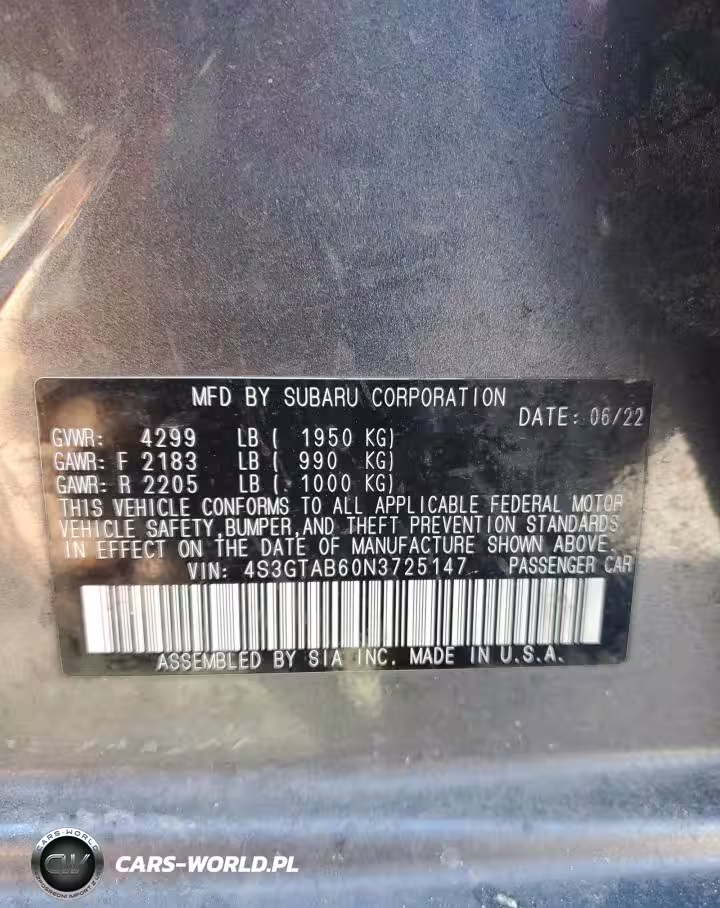 MFD BY SUBARU CORPORATION
DATE: 06/22
GVWR: 4299 LB ( 1950 KG)
GAWR: F 2183 LB ( 990 KG)
GAWR: R 2205 LB ( 1000 KG)
THIS VEHICLE CONFORMS TO ALL APPLICABLE FEDERAL MOTOR
VEHICLE SAFETY,BUMPER,AND THEFT PREVENTION STANDARDS
IN EFFECT ON THE DATE OF MANUFACTURE SHOWN ABOVE.
VIN: 4S3GTAB60N3725147 PASSENGER CAR
ASSEMBLED BY SIA INC. MADE IN U.S.A.
CARS-WORLD
CW
CARS-WORLD.PL